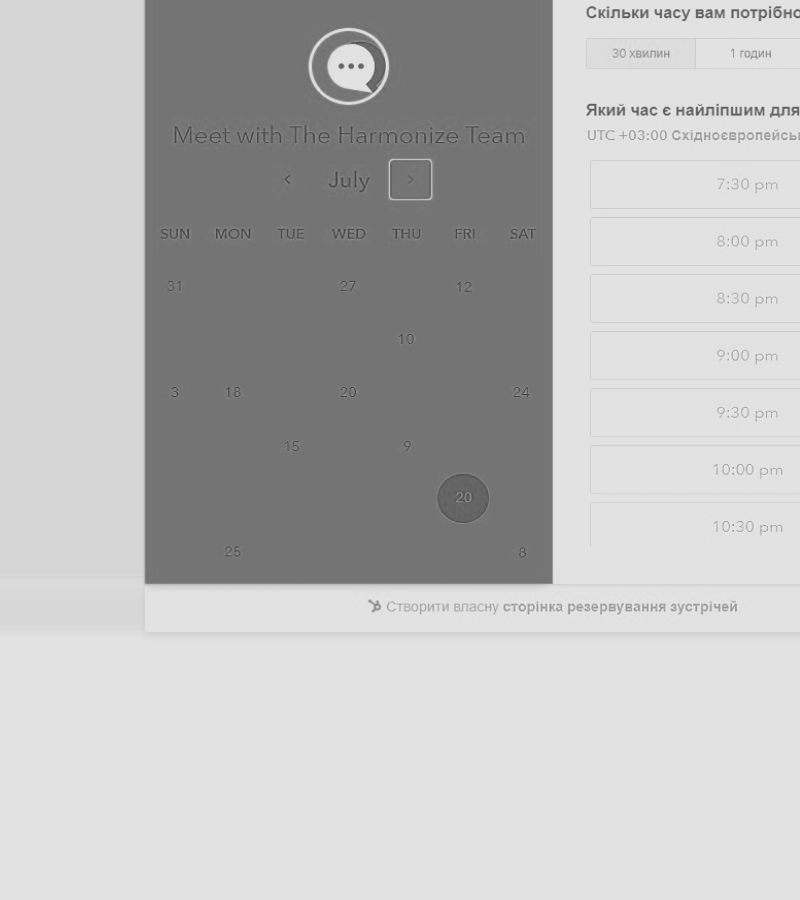 Meet with The Harmonize Team
July
SUN MON TUE WED THU FRI SAT
31 27 12
10
3 18 20 24
15 9
20
25 8
Скільки часу вам потрібно
30 хвилин 1 годин
Який час є найліпшим для
UTC +03:00 Східноєвропейсь
7:30 pm
8:00 pm
8:30 pm
9:00 pm
9:30 pm
10:00 pm
10:30 pm
Створити власну сторінка резервування зустрічей